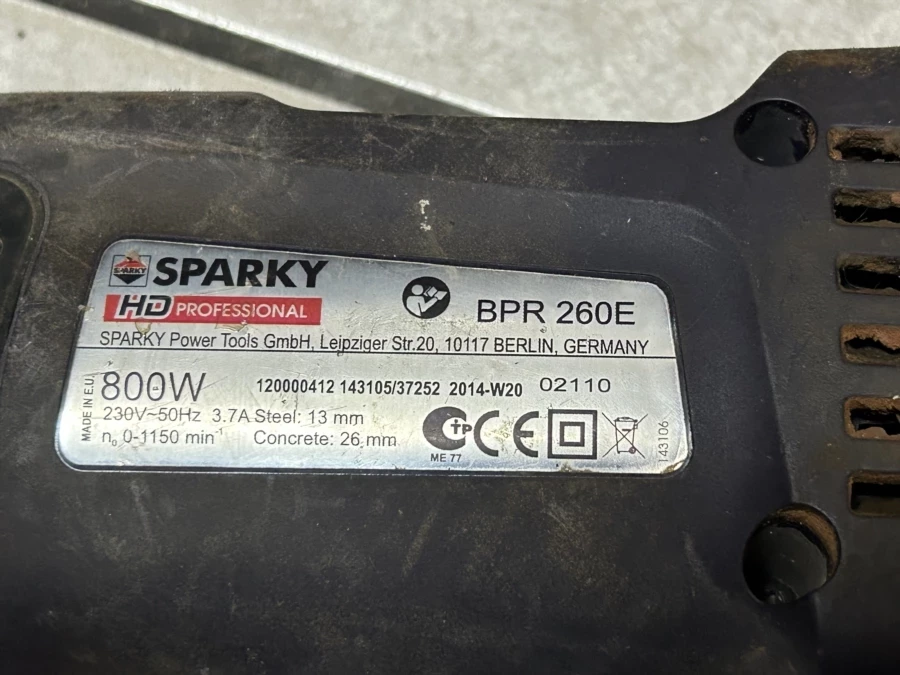 SPARKY
SPARKY
HD PROFESSIONAL
BPR 260E
SPARKY Power Tools GmbH, Leipziger Str.20, 10117 BERLIN, GERMANY
MADE IN E.U.
800W
120000412 143105/37252 2014-W20 02110
230V~50Hz 3.7A Steel: 13 mm
n₀ 0-1150 min⁻¹ Concrete: 26 mm
ME 77
CE
143106